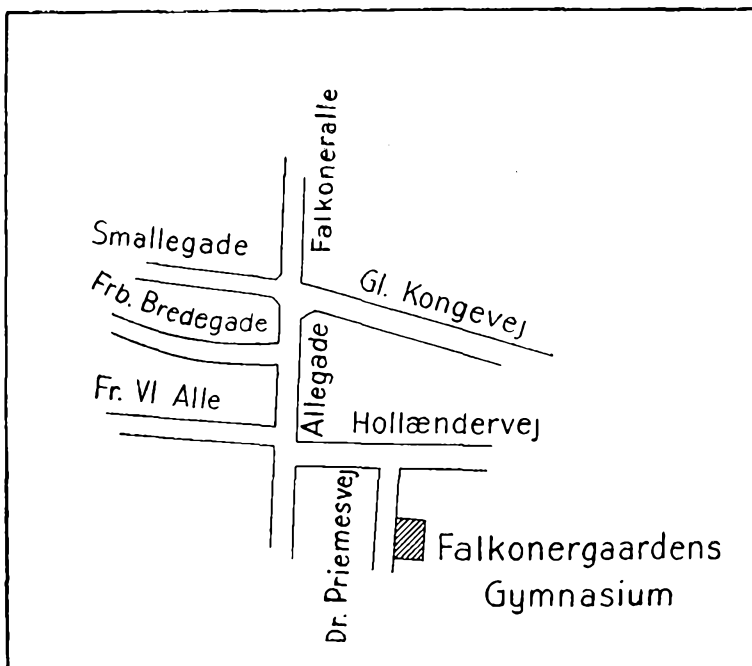 Falkoneralle
Smallegade
Gl. Kongevej
Frb. Bredegade
Allegade
Fr. VI Alle
Hollændervej
Dr. Priemesvej
Falkonergaardens
Gymnasium